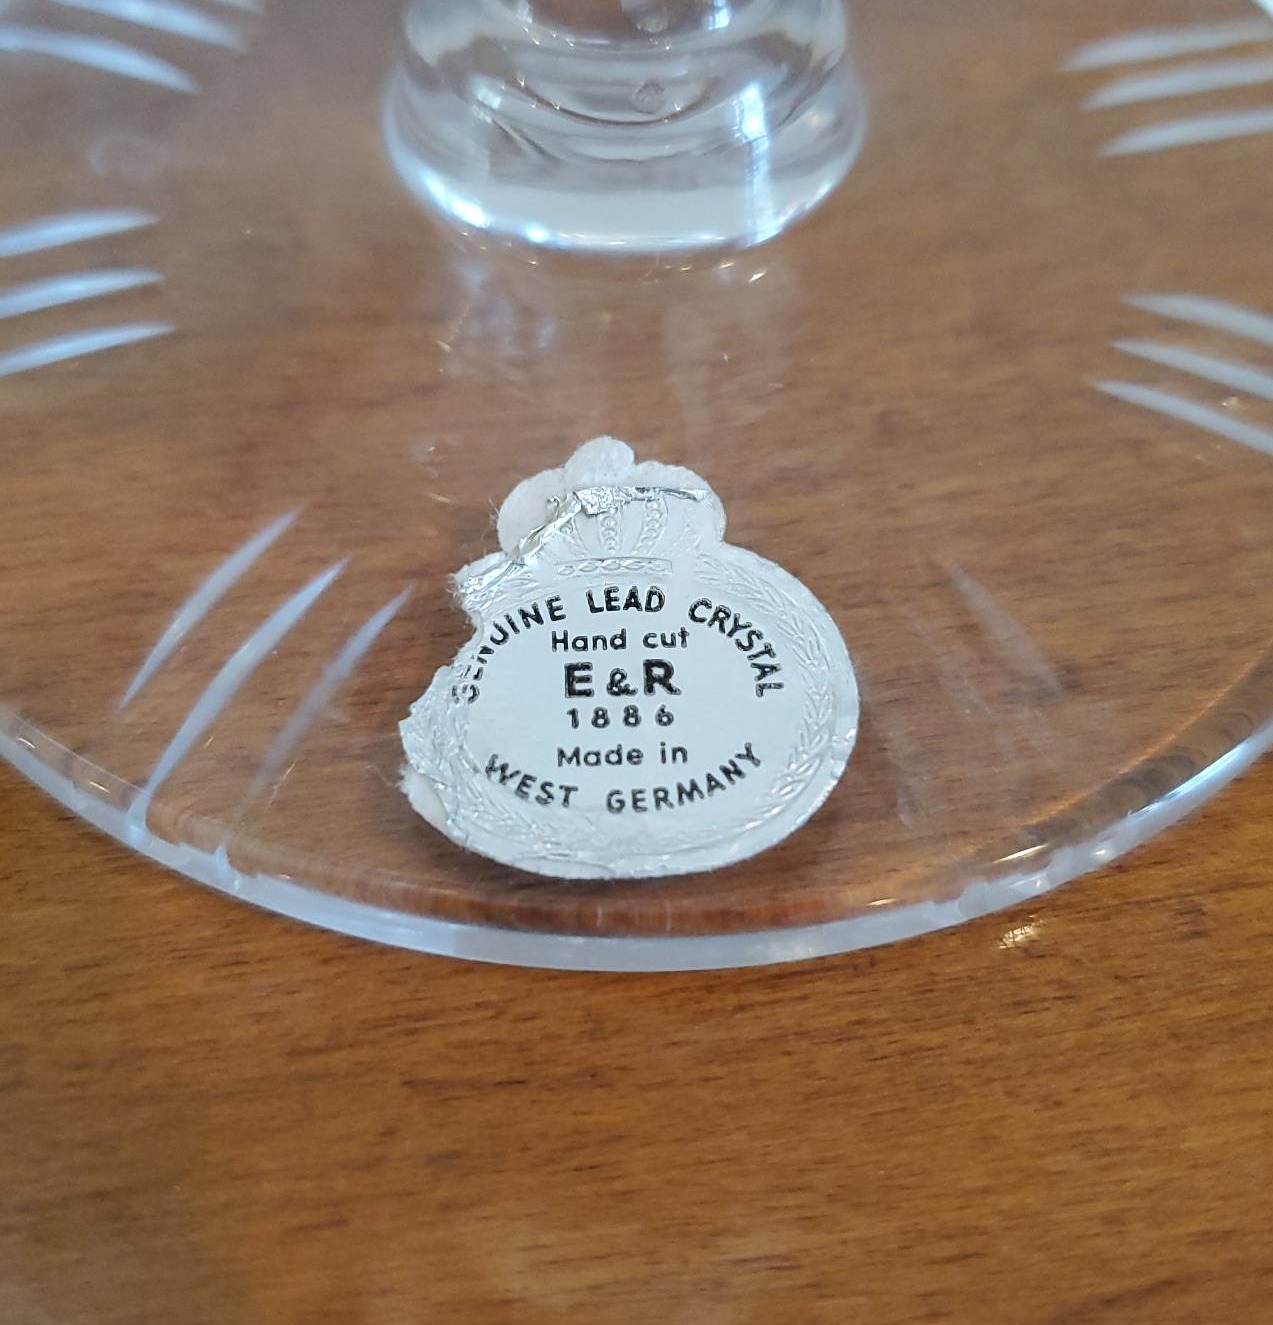 GENUINE LEAD CRYSTAL
Hand cut
E & R
1886
Made in
WEST GERMANY